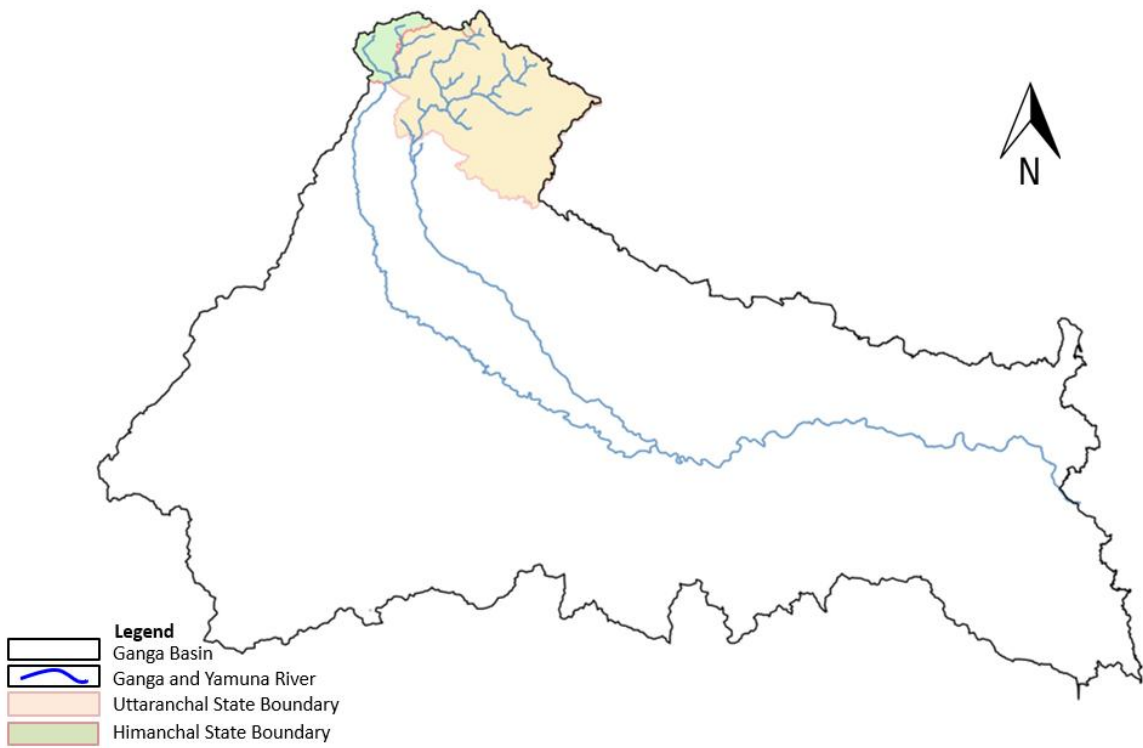 N
Legend
Ganga Basin
Ganga and Yamuna River
Uttaranchal State Boundary
Himanchal State Boundary